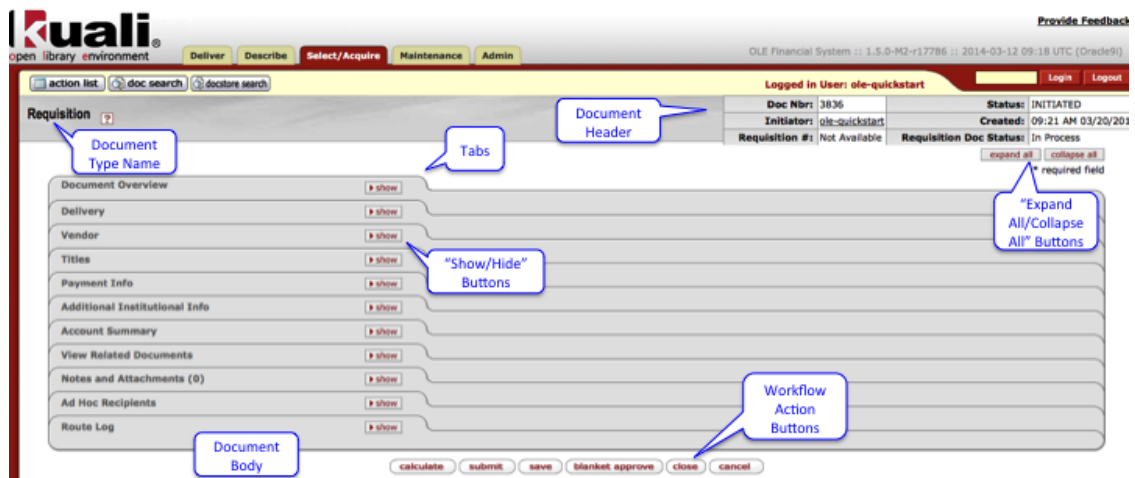 Provide Feedback
kuali.
open library environment
Deliver Describe Select/Acquire Maintenance Admin
OLE Financial System :: 1.5.0-M2-r17786 :: 2014-03-12 09:18 UTC (Oracle9i)
action list doc search docstore search
Logged in User: ole-quickstart
Login Logout
Requisition ?
Document
Type Name
Document
Header
Doc Nbr: 3836 Status: INITIATED
Initiator: ole-quickstart Created: 09:21 AM 03/20/201
Requisition #: Not Available Requisition Doc Status: In Process
Tabs
expand all collapse all
* required field
"Expand
All/Collapse
All" Buttons
Document Overview show
Delivery show
Vendor show
Titles show
"Show/Hide"
Buttons
Payment Info show
Additional Institutional Info show
Account Summary show
View Related Documents show
Notes and Attachments (0) show
Ad Hoc Recipients show
Route Log show
Workflow
Action
Buttons
Document
Body
calculate submit save blanket approve close cancel